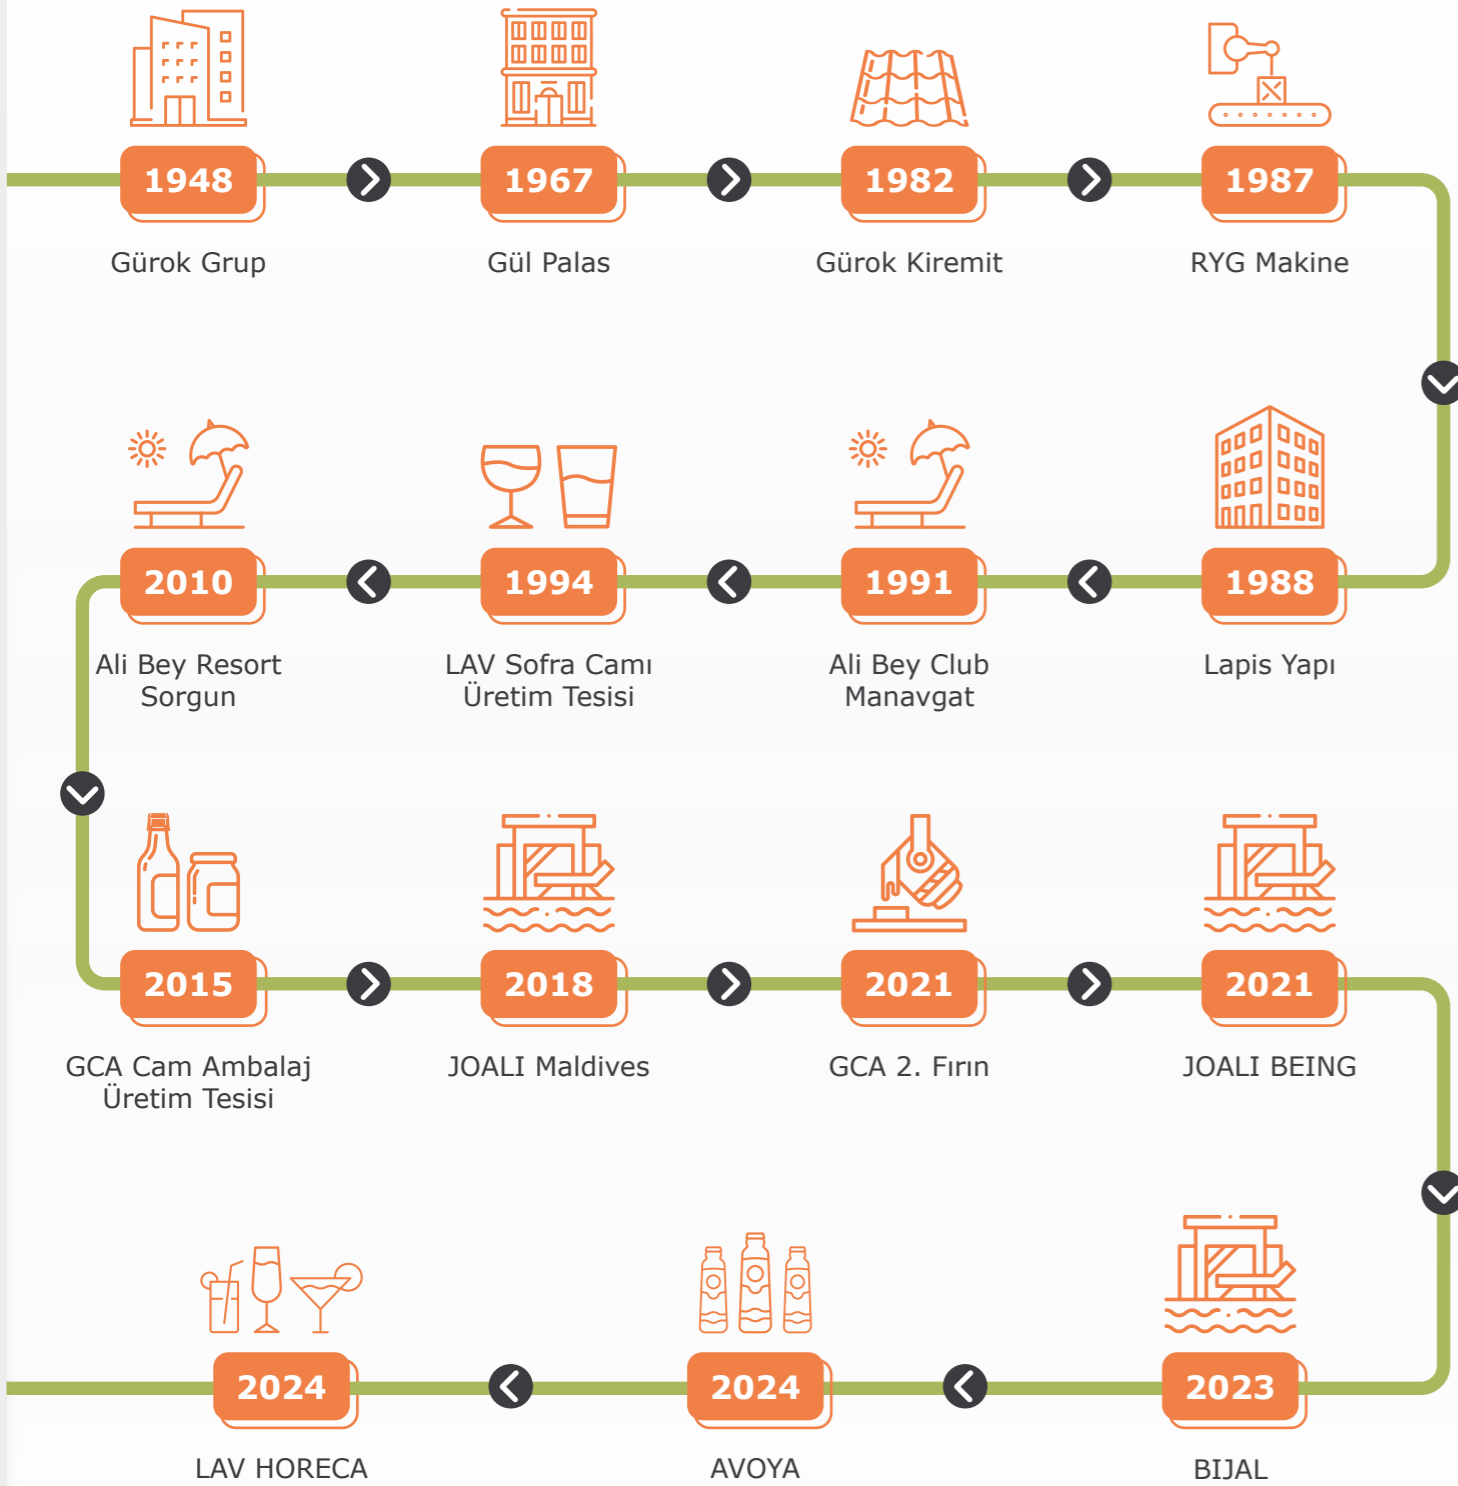 1948
Gürok Grup
1967
Gül Palas
1982
Gürok Kiremit
1987
RYG Makine
1988
Lapis Yapı
1991
Ali Bey Club
Manavgat
1994
LAV Sofra Camı
Üretim Tesisi
2010
Ali Bey Resort
Sorgun
2015
GCA Cam Ambalaj
Üretim Tesisi
2018
JOALI Maldives
2021
GCA 2. Fırın
2021
JOALI BEING
2023
BIJAL
2024
AVOYA
2024
LAV HORECA